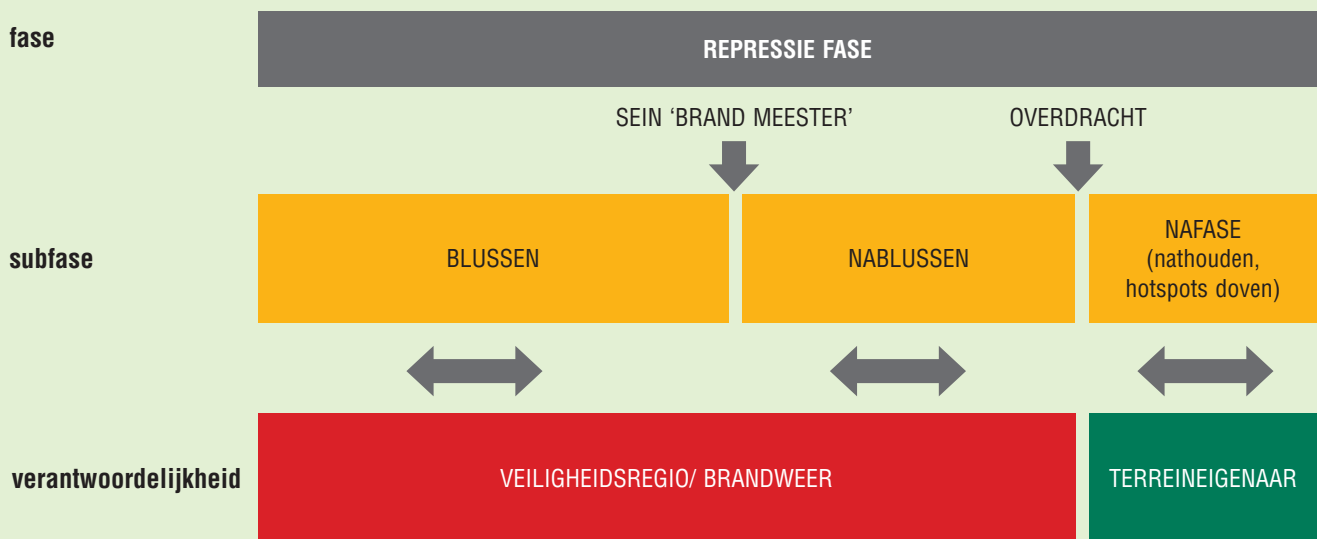 fase
REPRESSIE FASE
SEIN ‘BRAND MEESTER’
OVERDRACHT
subfase
BLUSSEN
NABLUSSEN
NAFASE
(nathouden,
hotspots doven)
verantwoordelijkheid
VEILIGHEIDSREGIO/ BRANDWEER
TERREINEIGENAAR